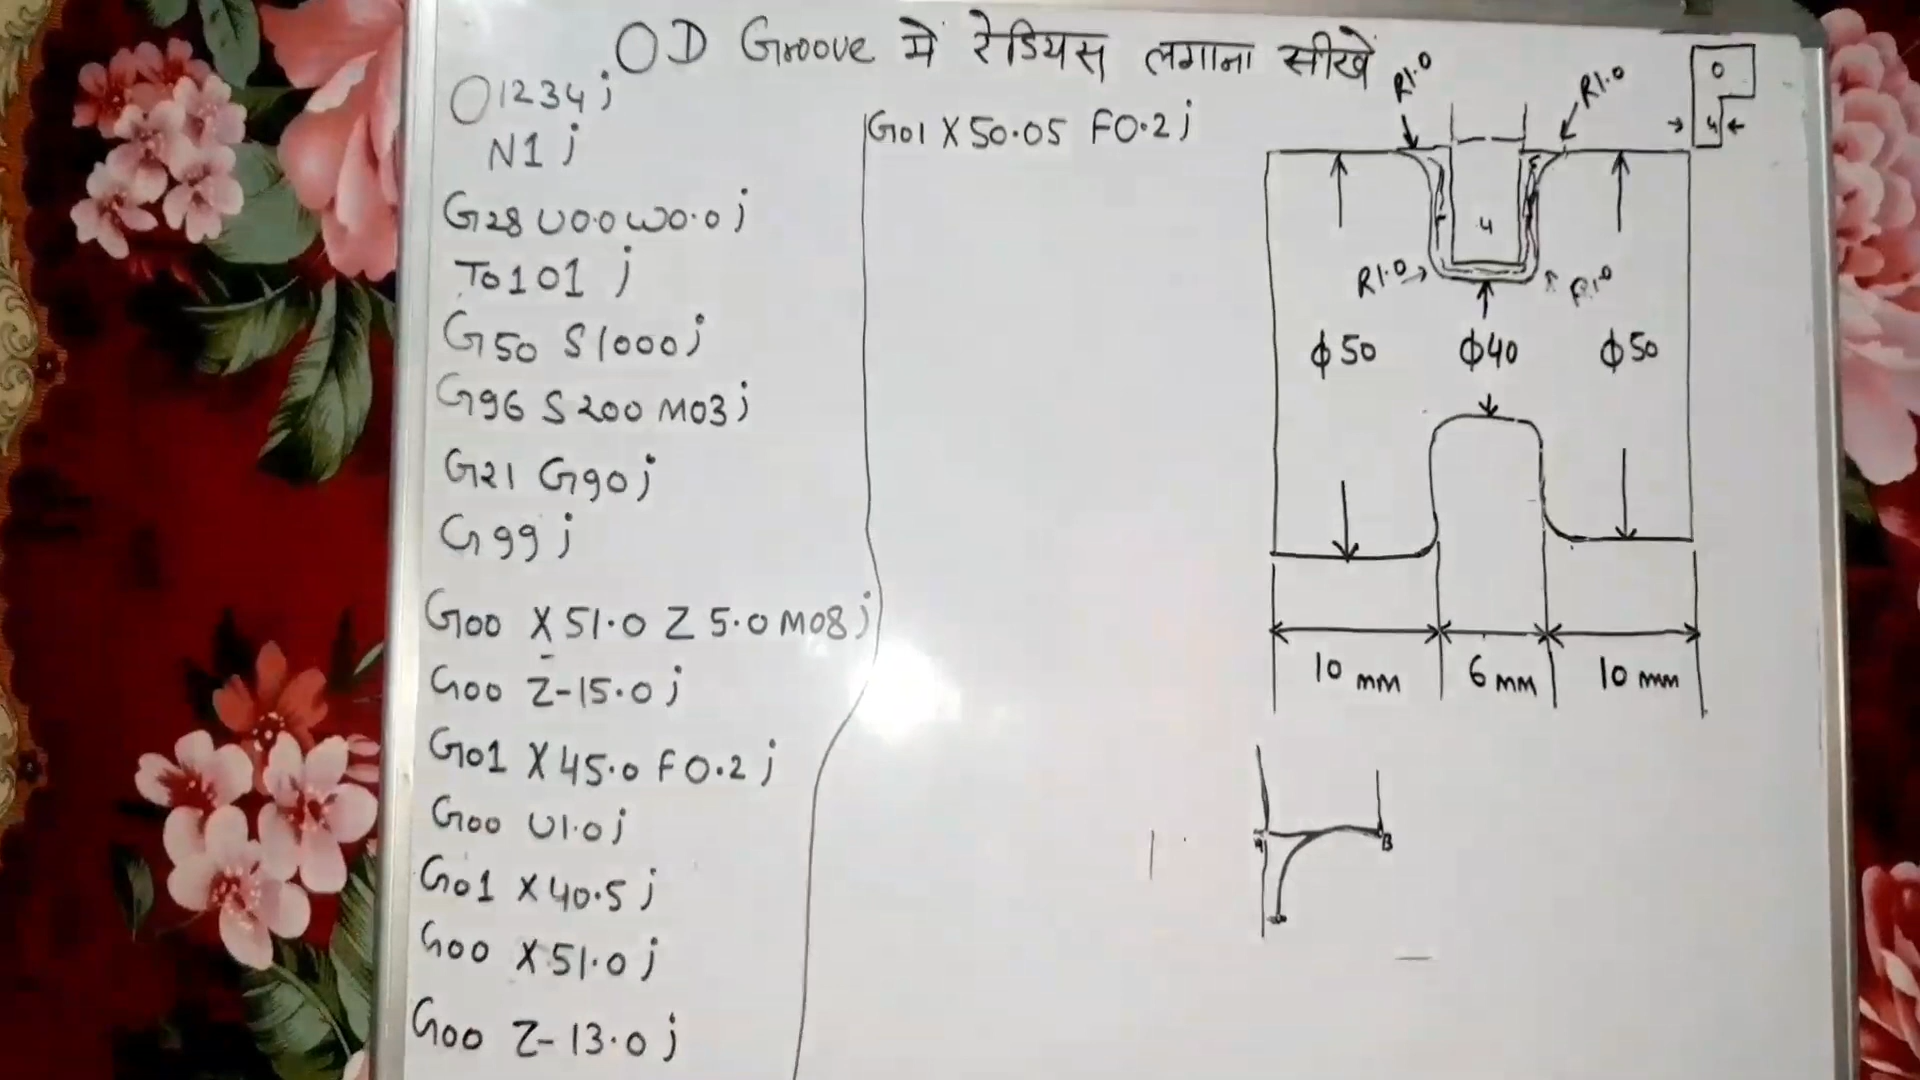 OD Groove में रेडियस लगाना सीखें
O1234;
N1;
G28 U0.0 W0.0;
T0101;
G50 S1000;
G96 S200 M03;
G21 G90;
G99;
G00 X51.0 Z5.0 M08;
G00 Z-15.0;
G01 X45.0 F0.2;
G00 U1.0;
G01 X40.5;
G00 X51.0;
G00 Z-13.0;
G01 X50.05 F0.2;
R1.0 R1.0
0
4
4
R1.0 R1.0
ϕ50 ϕ40 ϕ50
10 mm 6 mm 10 mm
A B